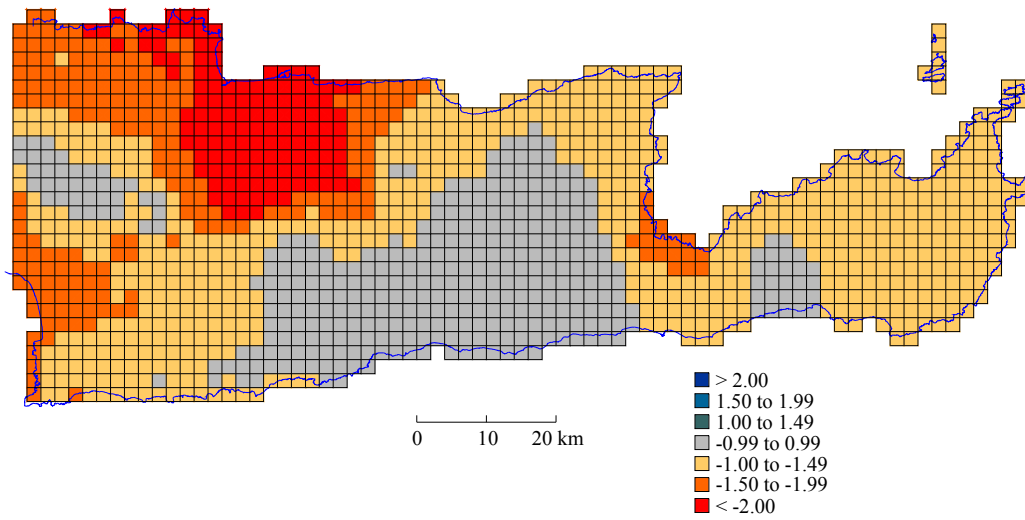 > 2.00
1.50 to 1.99
1.00 to 1.49
-0.99 to 0.99
-1.00 to -1.49
-1.50 to -1.99
< -2.00
0 10 20 km